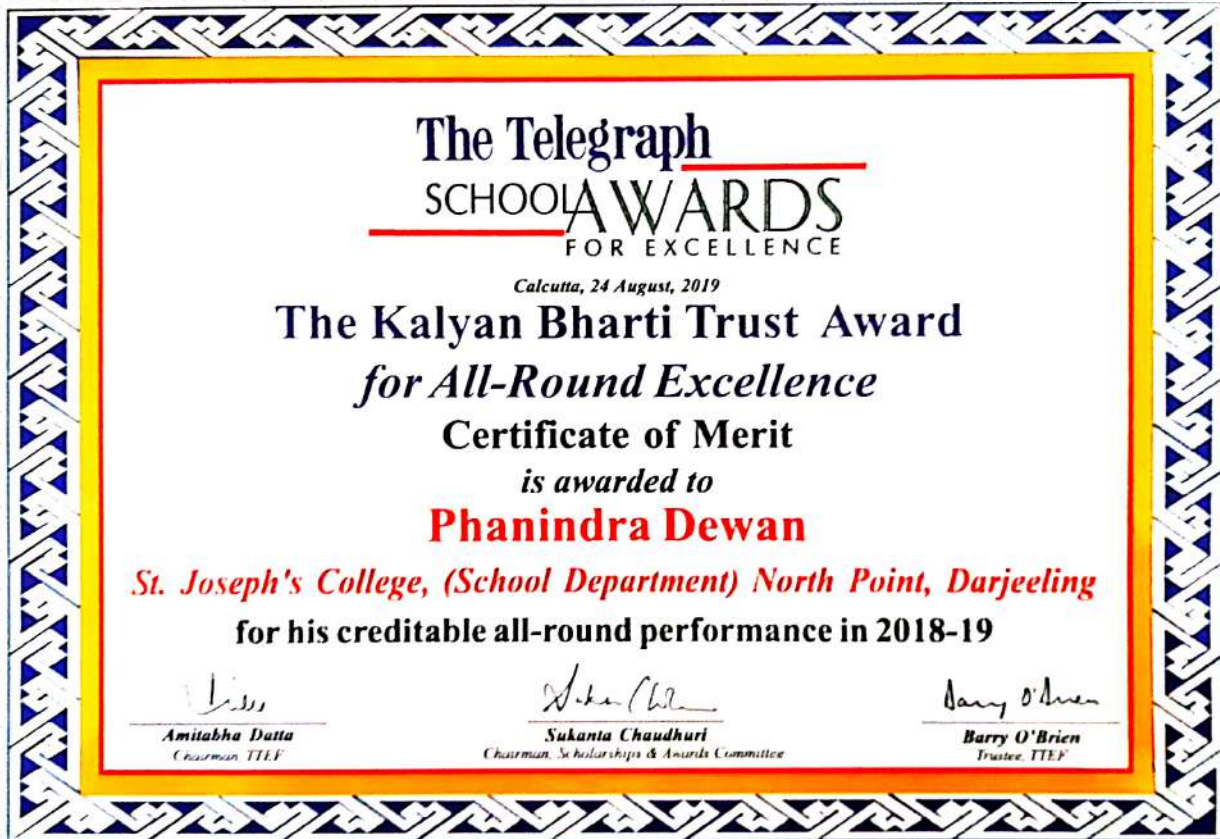 The Telegraph
SCHOOL AWARDS
FOR EXCELLENCE
Calcutta, 24 August, 2019
The Kalyan Bharti Trust Award
for All-Round Excellence
Certificate of Merit
is awarded to
Phanindra Dewan
St. Joseph's College, (School Department) North Point, Darjeeling
for his creditable all-round performance in 2018-19
Barry O'Brien
Amitabha Datta
Sukanta Chaudhuri
Barry O'Brien
Chairman, TTEF
Chairman, Scholarships & Awards Committee
Trustee, TTEF